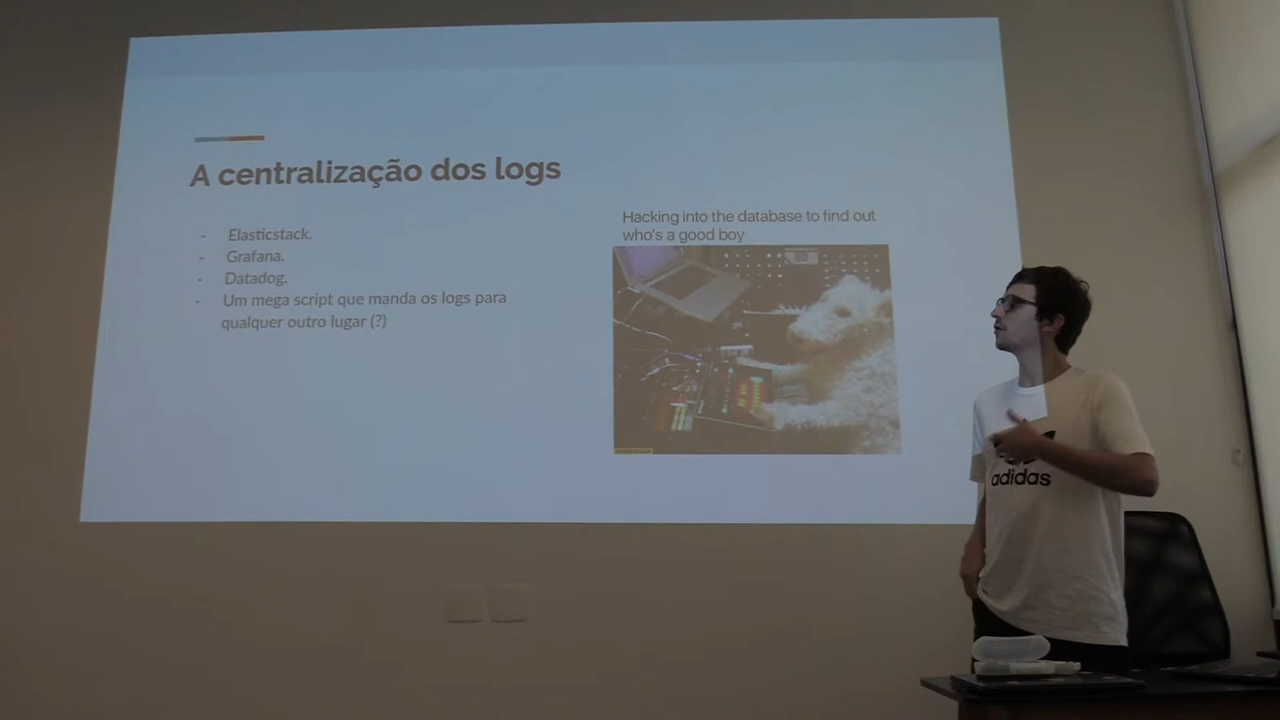 A centralização dos logs
- Elasticstack.
- Grafana.
- Datadog.
- Um mega script que manda os logs para
qualquer outro lugar (?)
Hacking into the database to find out
who's a good boy
adidas